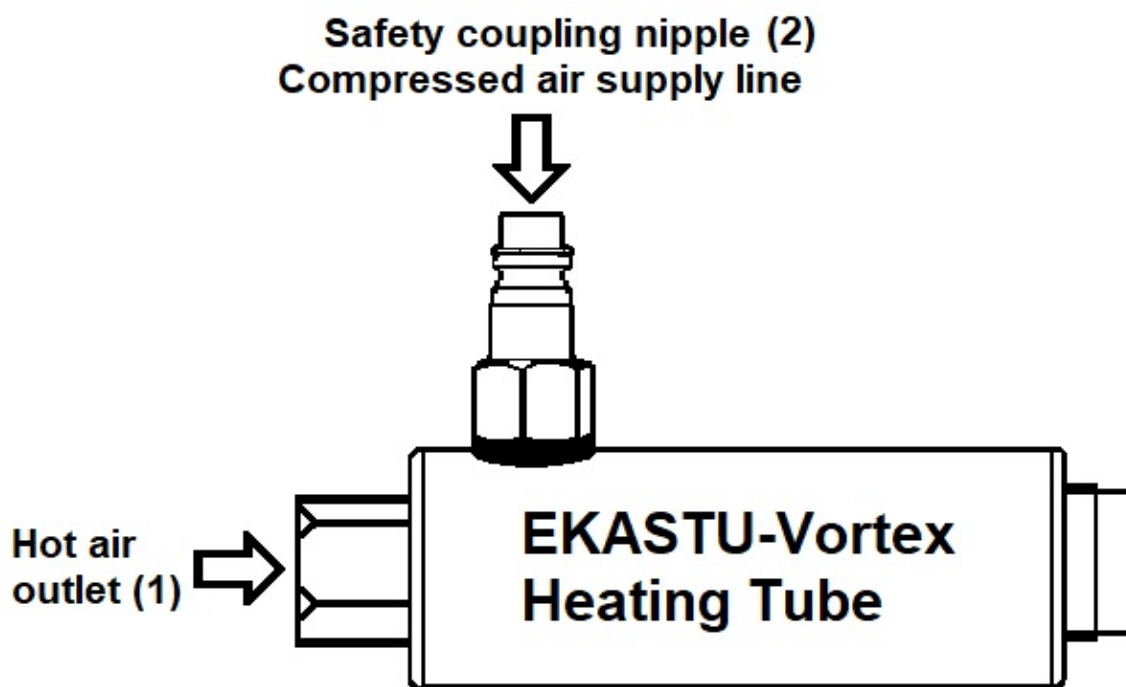 Safety coupling nipple (2)
Compressed air supply line
Hot air
outlet (1)
EKASTU-Vortex
Heating Tube